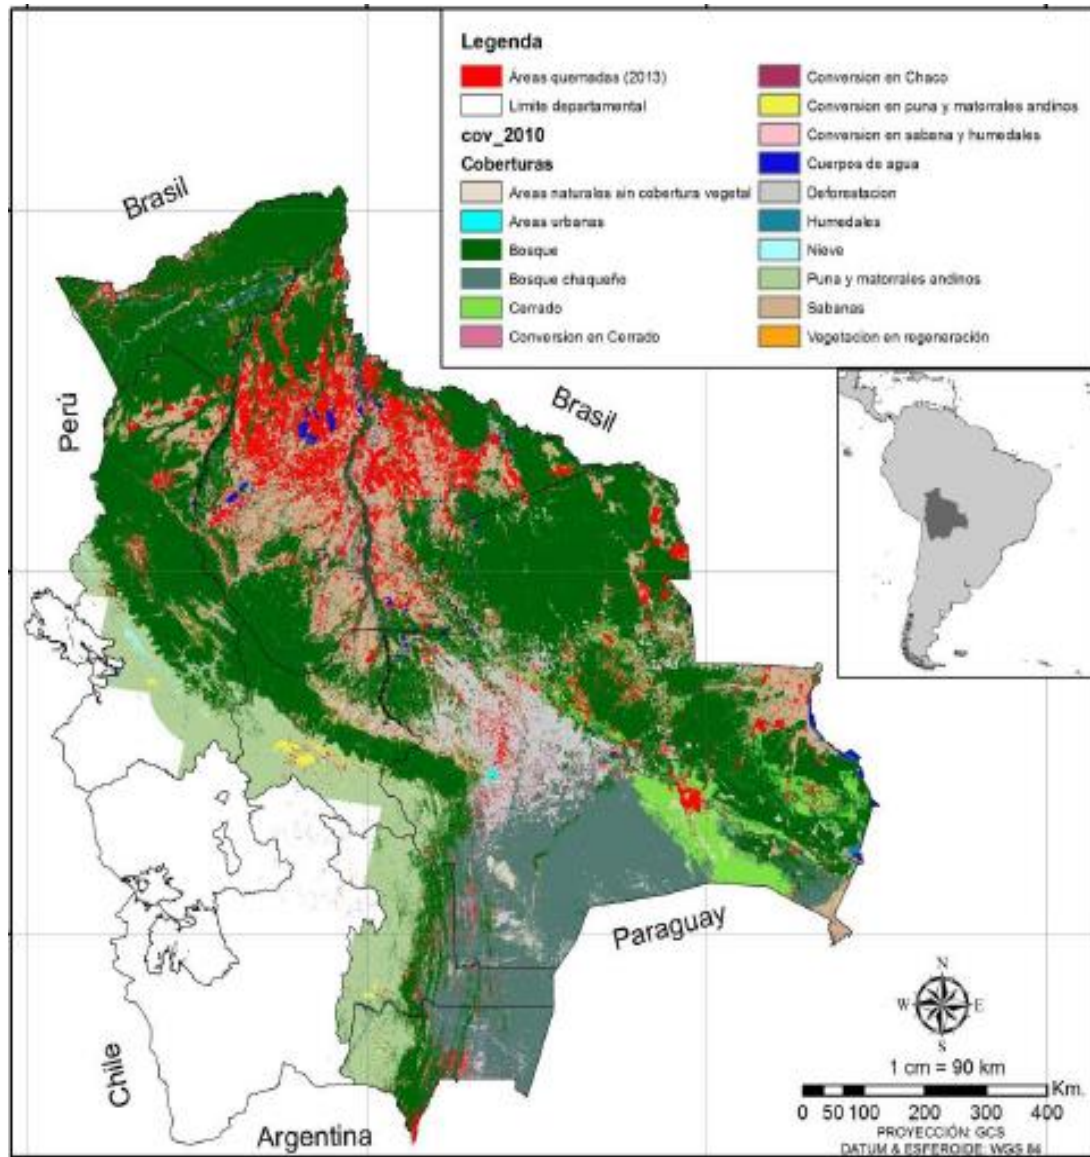 Legenda
Áreas quemadas (2013)
Limite departamental
cov_2010
Coberturas
Areas naturales sin cobertura vegetal
Areas urbanas
Bosque
Bosque chaqueño
Cerrado
Conversion en Cerrado
Conversion en Chaco
Conversion en puna y matorrales andinos
Conversion en sabana y humedales
Cuerpos de agua
Deforestacion
Humedales
Nieve
Puna y matorrales andinos
Sabanas
Vegetacion en regeneración
Brasil
Brasil
Perú
Paraguay
Chile
Argentina
N
W E
S
1 cm = 90 km
Km.
0 50 100 200 300 400
PROYECCIÓN: GCS
DATUM & ESFEROIDE: WGS 84